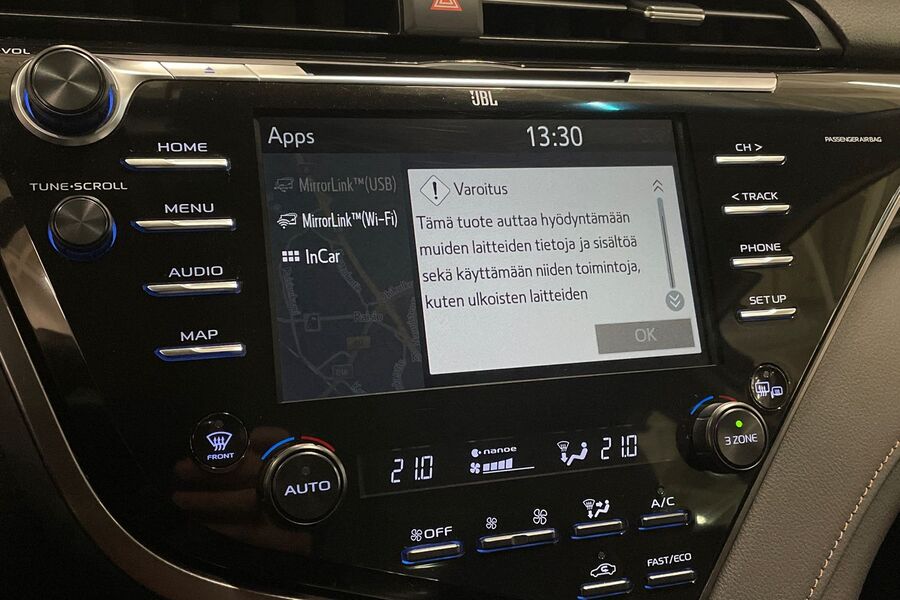 VOL
JBL
HOME
TUNE•SCROLL
MENU
AUDIO
MAP
Apps
13:30
MirrorLink™(USB)
MirrorLink™(Wi-Fi)
InCar
Raisio
Varoitus
Tämä tuote auttaa hyödyntämään
muiden laitteiden tietoja ja sisältöä
sekä käyttämään niiden toimintoja,
kuten ulkoisten laitteiden
OK
CH >
< TRACK
PHONE
SETUP
PASSENGER AIRBAG
FRONT
AUTO
21.0
nanoe
21.0
3 ZONE
OFF
A/C
FAST/ECO